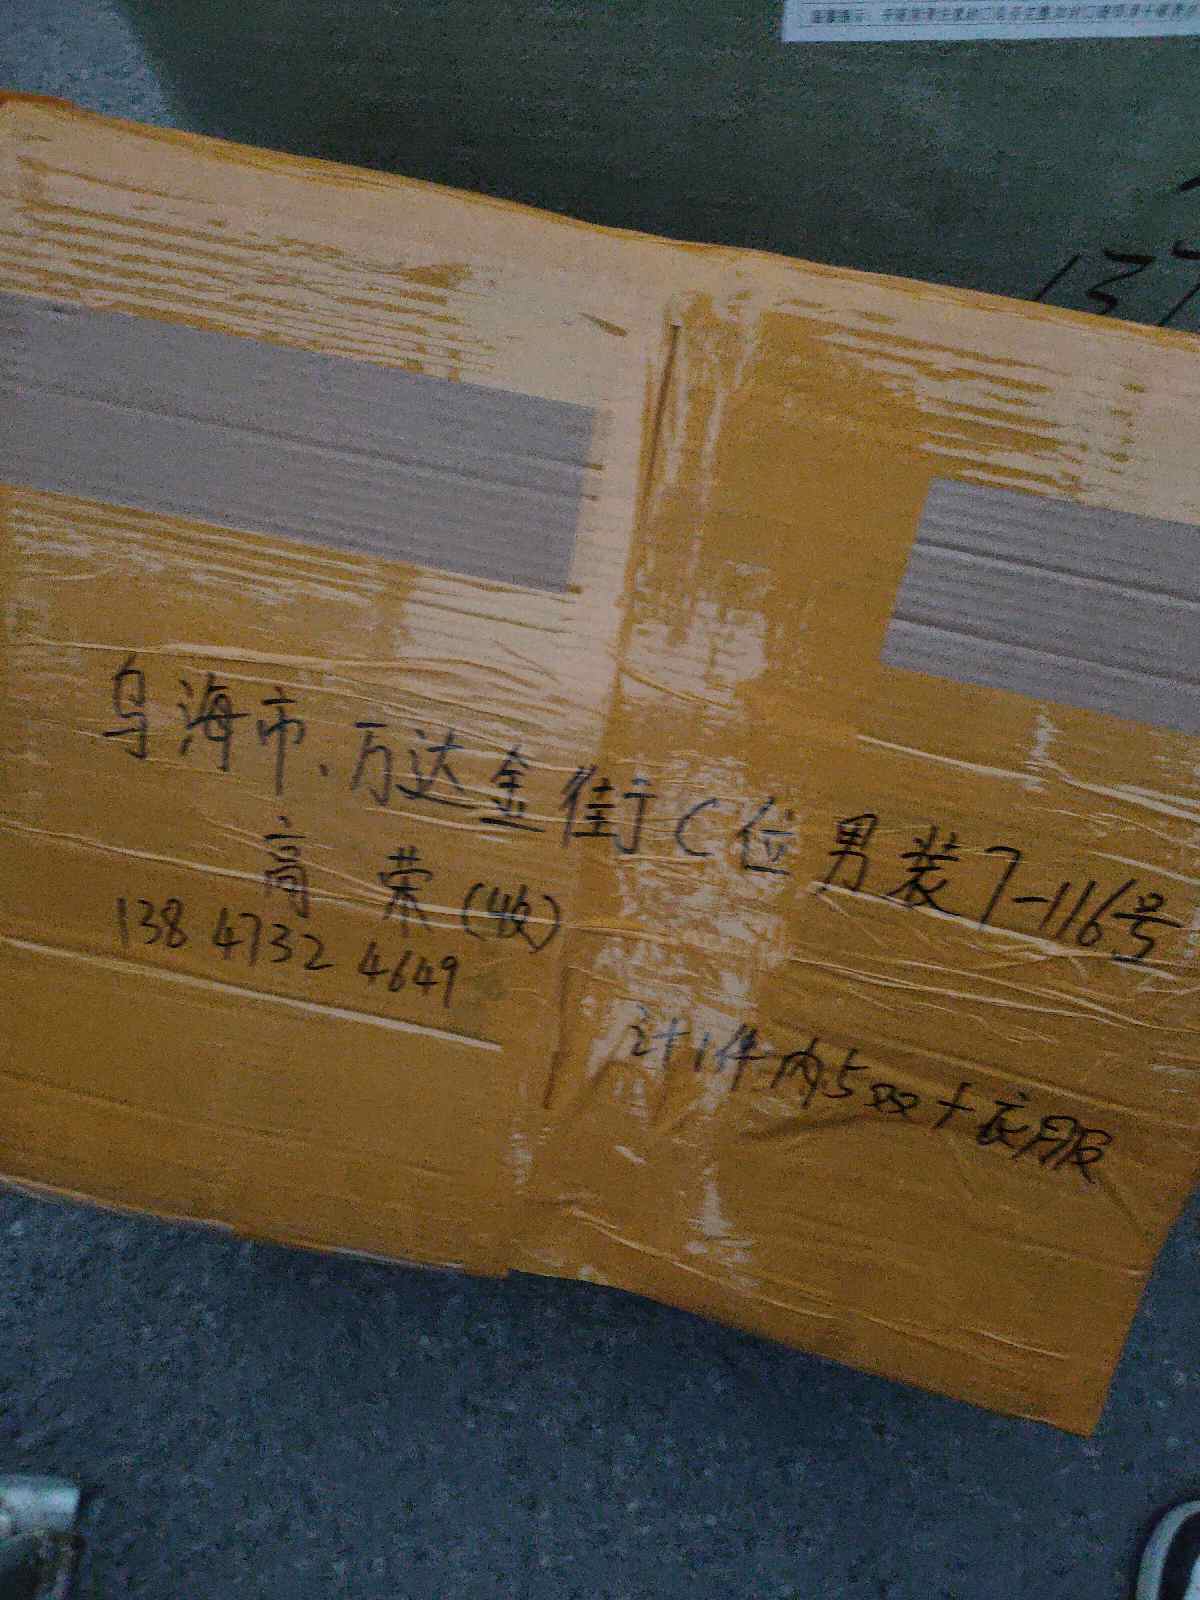 137
乌海市、万达金街C位男装7-116号
高荣(收)
138 4732 4649
计1件内5双+衣服